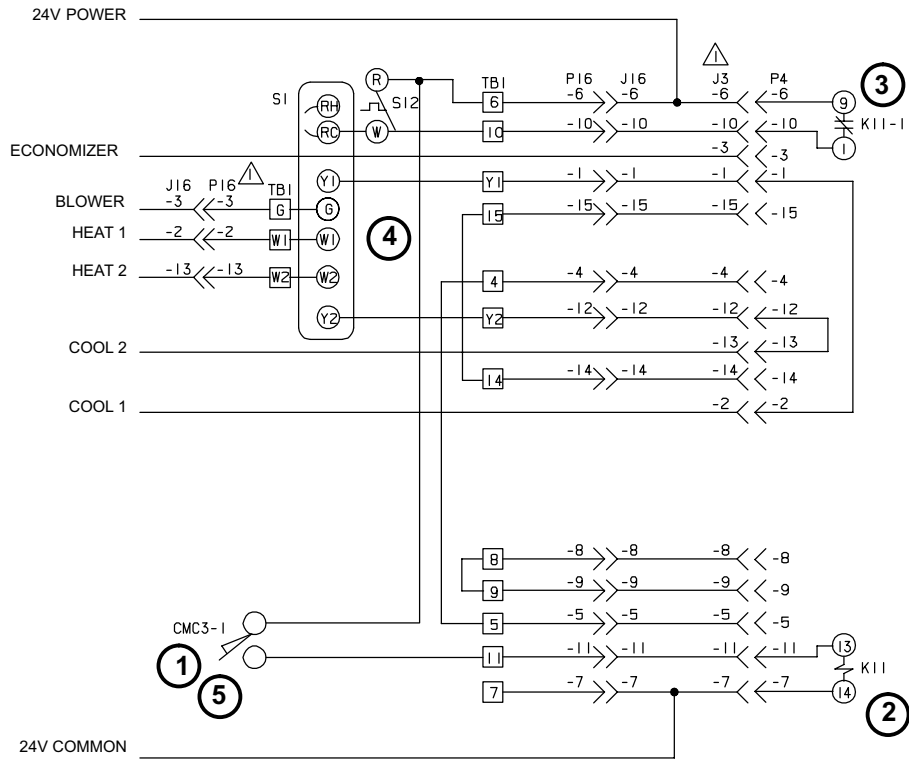 24V POWER
TB1 P16 J16 J3 P4
R
S1 RH S12 6 -6 -6 -6 -6 9 3
RC W 10 -10 -10 -10 -10 K11-1
1
ECONOMIZER -3 -3
Y1 Y1 -1 -1 -1 -1
J16 P16 1 TB1 1
BLOWER -3 -3 G G 15 -15 -15 -15 -15
HEAT 1 -2 -2 W1 W1 4
HEAT 2 -13 -13 W2 W2 4 -4 -4 -4 -4
Y2 Y2 -12 -12 -12 -12
COOL 2 -13 -13
14 -14 -14 -14 -14
COOL 1 -2 -2
8 -8 -8 -8 -8
9 -9 -9 -9 -9
CMC3-1 5 -5 -5 -5 -5
1 11 -11 -11 -11 -11 13
K11
5 7 -7 -7 -7 -7 14
2
24V COMMON